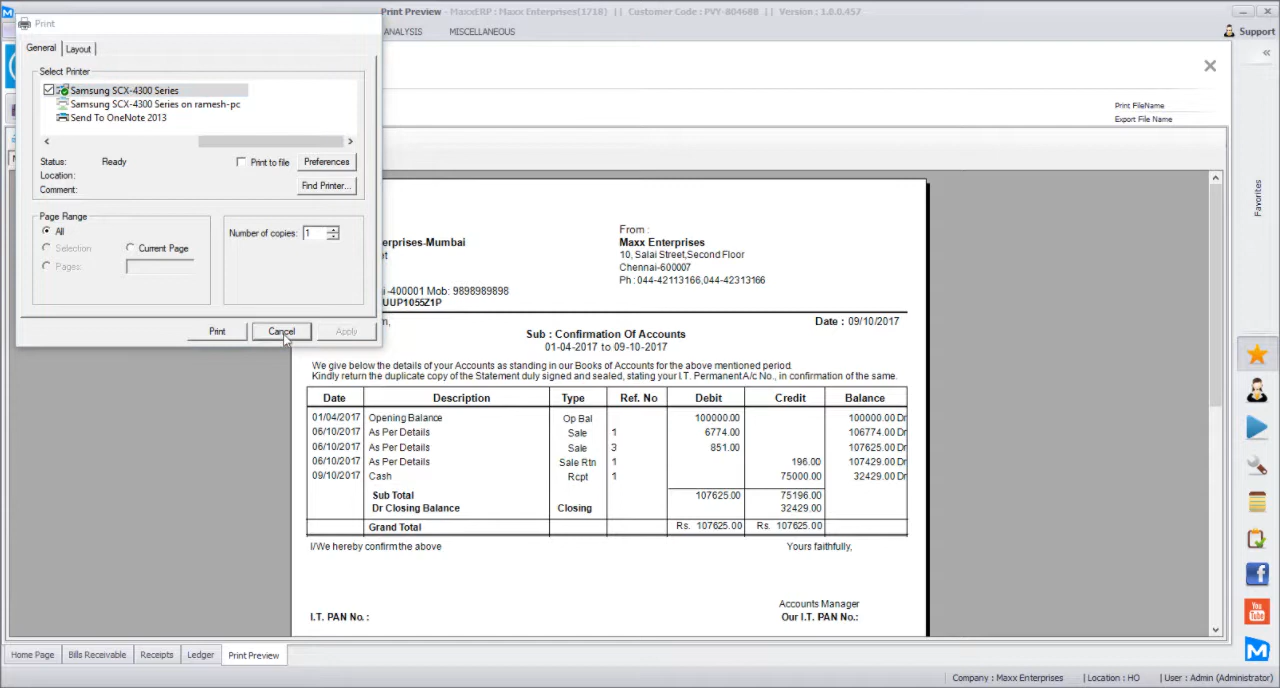 Print Preview - MaxxERP : Maxx Enterprises{1718} || Customer Code : PVY-804688 || Version : 1.0.0.457
Print
ANALYSIS MISCELLANEOUS
Support
General
Layout
Select Printer
Samsung SCX-4300 Series
Samsung SCX-4300 Series on ramesh-pc
Send To OneNote 2013
Status: Ready
Location:
Comment:
Print to file
Preferences
Find Printer...
Page Range
All
Selection
Current Page
Pages:
Number of copies: 1
Print
Cancel
Apply
Print FileName
Export File Name
Favorites
From :
erprises-Mumbai
Maxx Enterprises
10, Salai Street,Second Floor
Chennai-600007
Ph : 044-42113166,044-42313166
-400001 Mob: 9898989898
UUP1055Z1P
Date : 09/10/2017
Sub : Confirmation Of Accounts
01-04-2017 to 09-10-2017
We give below the details of your Accounts as standing in our Books of Accounts for the above mentioned period.
Kindly return the duplicate copy of the Statement duly signed and sealed, stating your I.T. Permanent A/c No., in confirmation of the same.
Date Description Type Ref. No Debit Credit Balance
01/04/2017 Opening Balance Op Bal 100000.00 100000.00 Dr
06/10/2017 As Per Details Sale 1 6774.00 106774.00 Dr
06/10/2017 As Per Details Sale 3 851.00 107625.00 Dr
06/10/2017 As Per Details Sale Rtn 1 196.00 107429.00 Dr
09/10/2017 Cash Rcpt 1 75000.00 32429.00 Dr
Sub Total 107625.00 75196.00
Dr Closing Balance Closing 32429.00
Grand Total Rs. 107625.00 Rs. 107625.00
I/We hereby confirm the above Yours faithfully,
Accounts Manager
I.T. PAN No. : Our I.T. PAN No.:
You
Tube
Home Page Bills Receivable Receipts Ledger Print Preview
Company : Maxx Enterprises | Location : HO | User : Admin (Administrator)